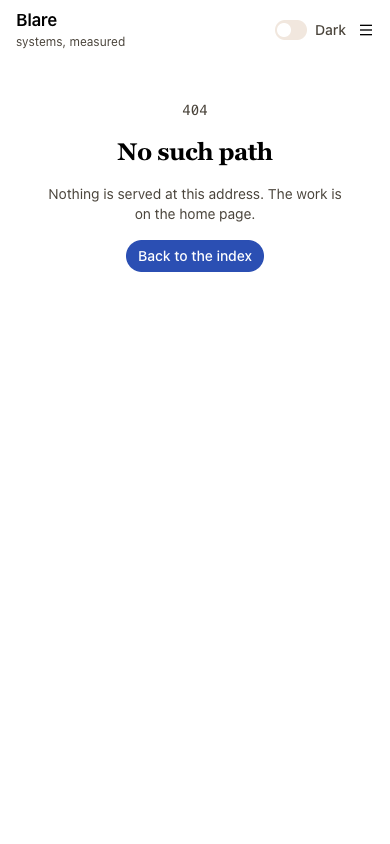 Blare
systems, measured
Dark
404
No such path
Nothing is served at this address. The work is
on the home page.
Back to the index